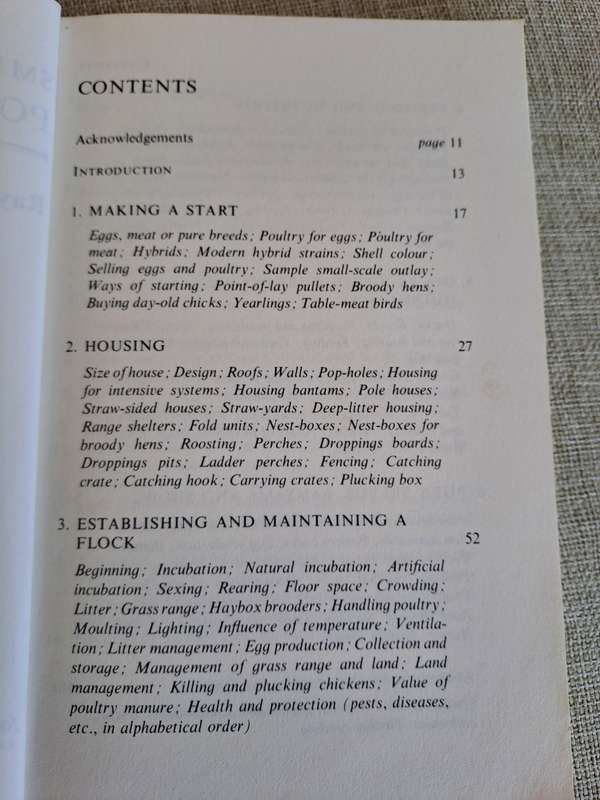 CONTENTS
Acknowledgements page 11
INTRODUCTION 13
1. MAKING A START 17
Eggs, meat or pure breeds; Poultry for eggs; Poultry for
meat; Hybrids; Modern hybrid strains; Shell colour;
Selling eggs and poultry; Sample small-scale outlay;
Ways of starting; Point-of-lay pullets; Broody hens;
Buying day-old chicks; Yearlings; Table-meat birds
2. HOUSING 27
Size of house; Design; Roofs; Walls; Pop-holes; Housing
for intensive systems; Housing bantams; Pole houses;
Straw-sided houses; Straw-yards; Deep-litter housing;
Range shelters; Fold units; Nest-boxes; Nest-boxes for
broody hens; Roosting; Perches; Droppings boards;
Droppings pits; Ladder perches; Fencing; Catching
crate; Catching hook; Carrying crates; Plucking box
3. ESTABLISHING AND MAINTAINING A
FLOCK 52
Beginning; Incubation; Natural incubation; Artificial
incubation; Sexing; Rearing; Floor space; Crowding;
Litter; Grass range; Haybox brooders; Handling poultry;
Moulting; Lighting; Influence of temperature; Ventila-
tion; Litter management; Egg production; Collection and
storage; Management of grass range and land; Land
management; Killing and plucking chickens; Value of
poultry manure; Health and protection (pests, diseases,
etc., in alphabetical order)